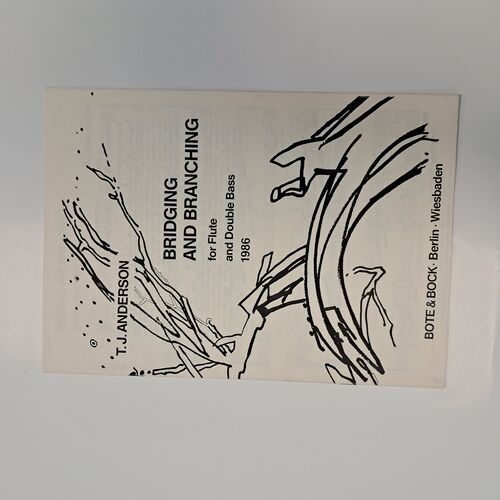 T.J. ANDERSON
BRIDGING
AND BRANCHING
for Flute
and Double Bass
1986
BOTE & BOCK · Berlin · Wiesbaden